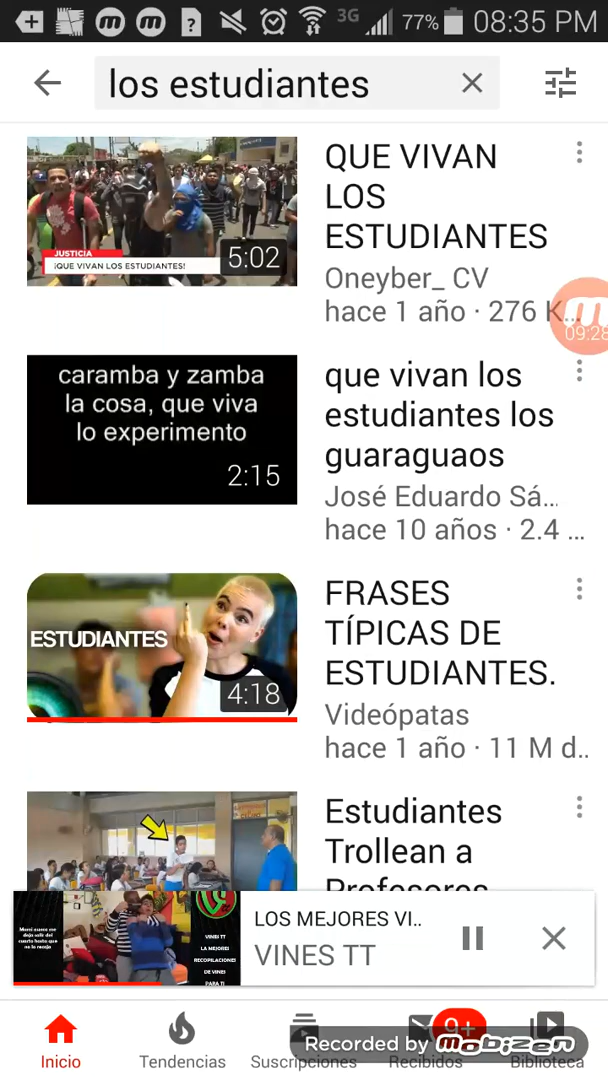 3G 77% 08:35 PM
los estudiantes
JUSTICIA
¡QUE VIVAN LOS ESTUDIANTES!
5:02
QUE VIVAN
LOS
ESTUDIANTES
Oneyber_ CV
hace 1 año · 276 K...
09:28
caramba y zamba
la cosa, que viva
lo experimento
2:15
que vivan los
estudiantes los
guaraguaos
José Eduardo Sá...
hace 10 años · 2.4 ...
ESTUDIANTES
4:18
FRASES
TÍPICAS DE
ESTUDIANTES.
Videópatas
hace 1 año · 11 M d..
Estudiantes
Trollean a
Profesores
VINES TT
LA MEJORES
RECOPILACIONES
DE VINES
PARA TI
LOS MEJORES VI..
VINES TT
9+
Inicio
Tendencias
Suscripciones
Recibidos
Biblioteca
Recorded by mobizen